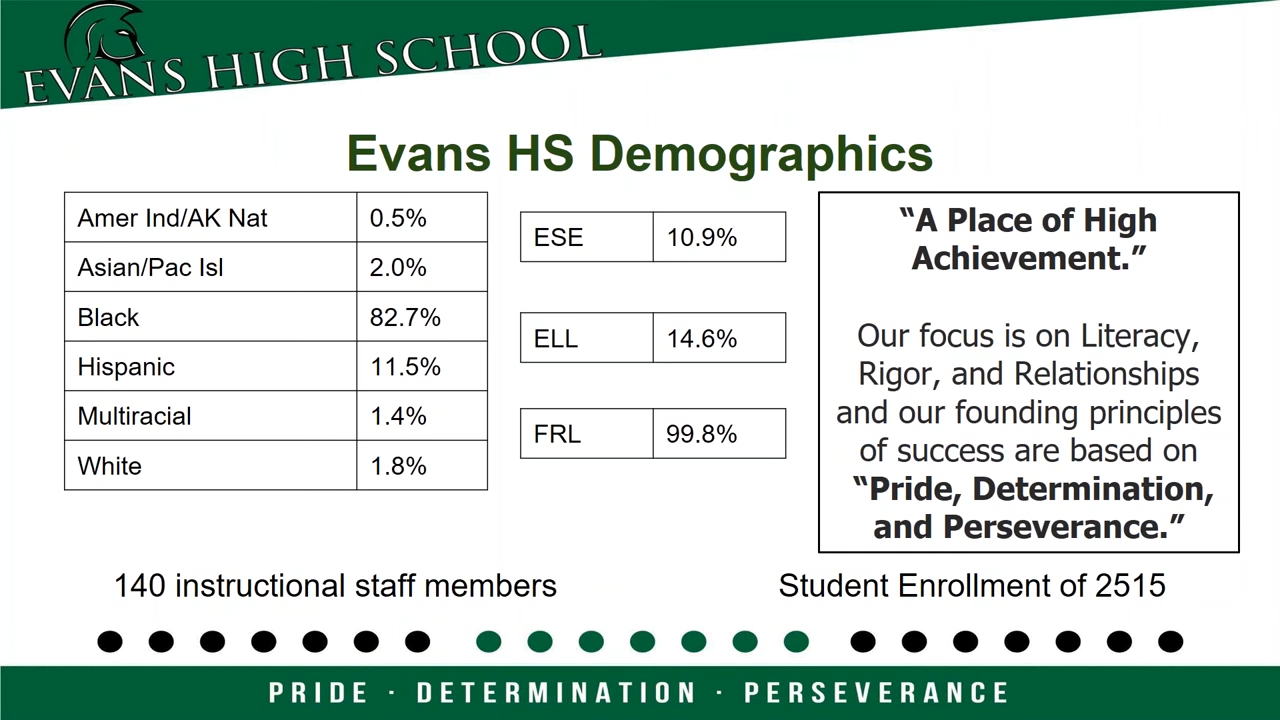 EVANS HIGH SCHOOL
Evans HS Demographics
Amer Ind/AK Nat 0.5%
Asian/Pac Isl 2.0%
Black 82.7%
Hispanic 11.5%
Multiracial 1.4%
White 1.8%
ESE 10.9%
ELL 14.6%
FRL 99.8%
“A Place of High
Achievement.”
Our focus is on Literacy,
Rigor, and Relationships
and our founding principles
of success are based on
“Pride, Determination,
and Perseverance.”
140 instructional staff members
Student Enrollment of 2515
PRIDE · DETERMINATION · PERSEVERANCE